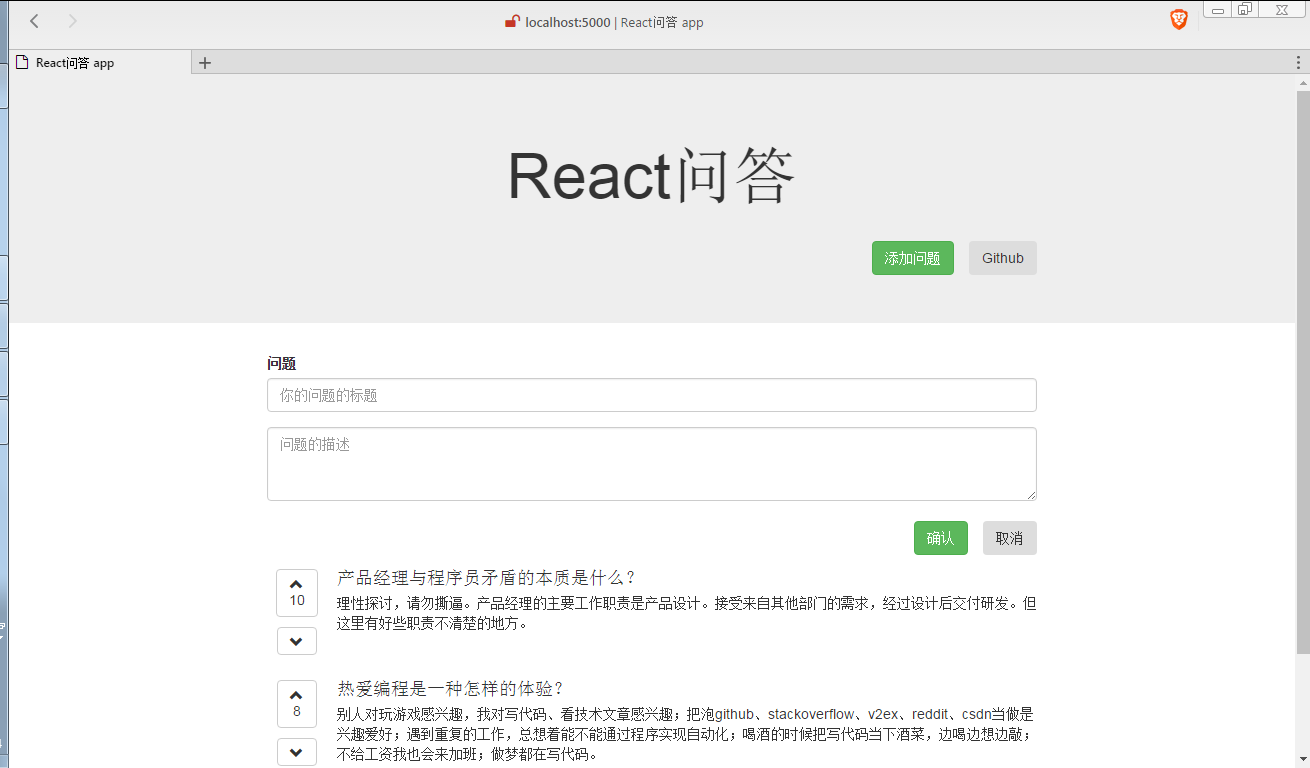 localhost:5000 | React问答 app
React问答 app
React问答
添加问题
Github
问题
你的问题的标题
问题的描述
确认
取消
10
产品经理与程序员矛盾的本质是什么？
理性探讨，请勿撕逼。产品经理的主要工作职责是产品设计。接受来自其他部门的需求，经过设计后交付研发。但
这里有好些职责不清楚的地方。
8
热爱编程是一种怎样的体验？
别人对玩游戏感兴趣，我对写代码、看技术文章感兴趣；把泡github、stackoverflow、v2ex、reddit、csdn当做是
兴趣爱好；遇到重复的工作，总想着能不能通过程序实现自动化；喝酒的时候把写代码当下酒菜，边喝边想边敲；
不给工资我也会来加班；做梦都在写代码。